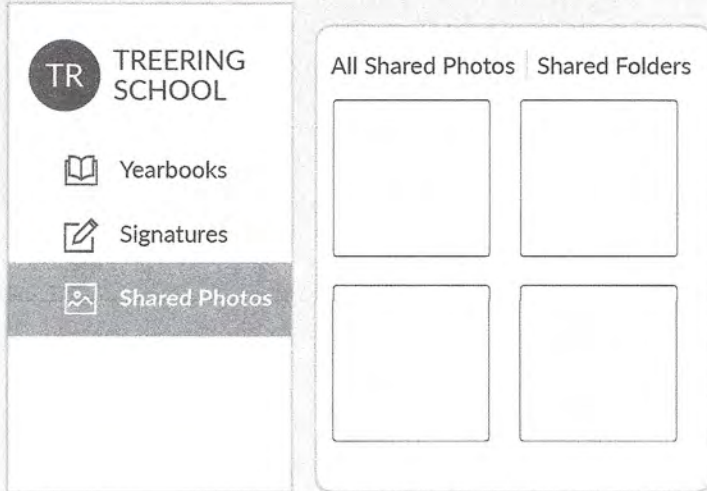 TR
TREERING
SCHOOL
Yearbooks
Signatures
Shared Photos
All Shared Photos | Shared Folders